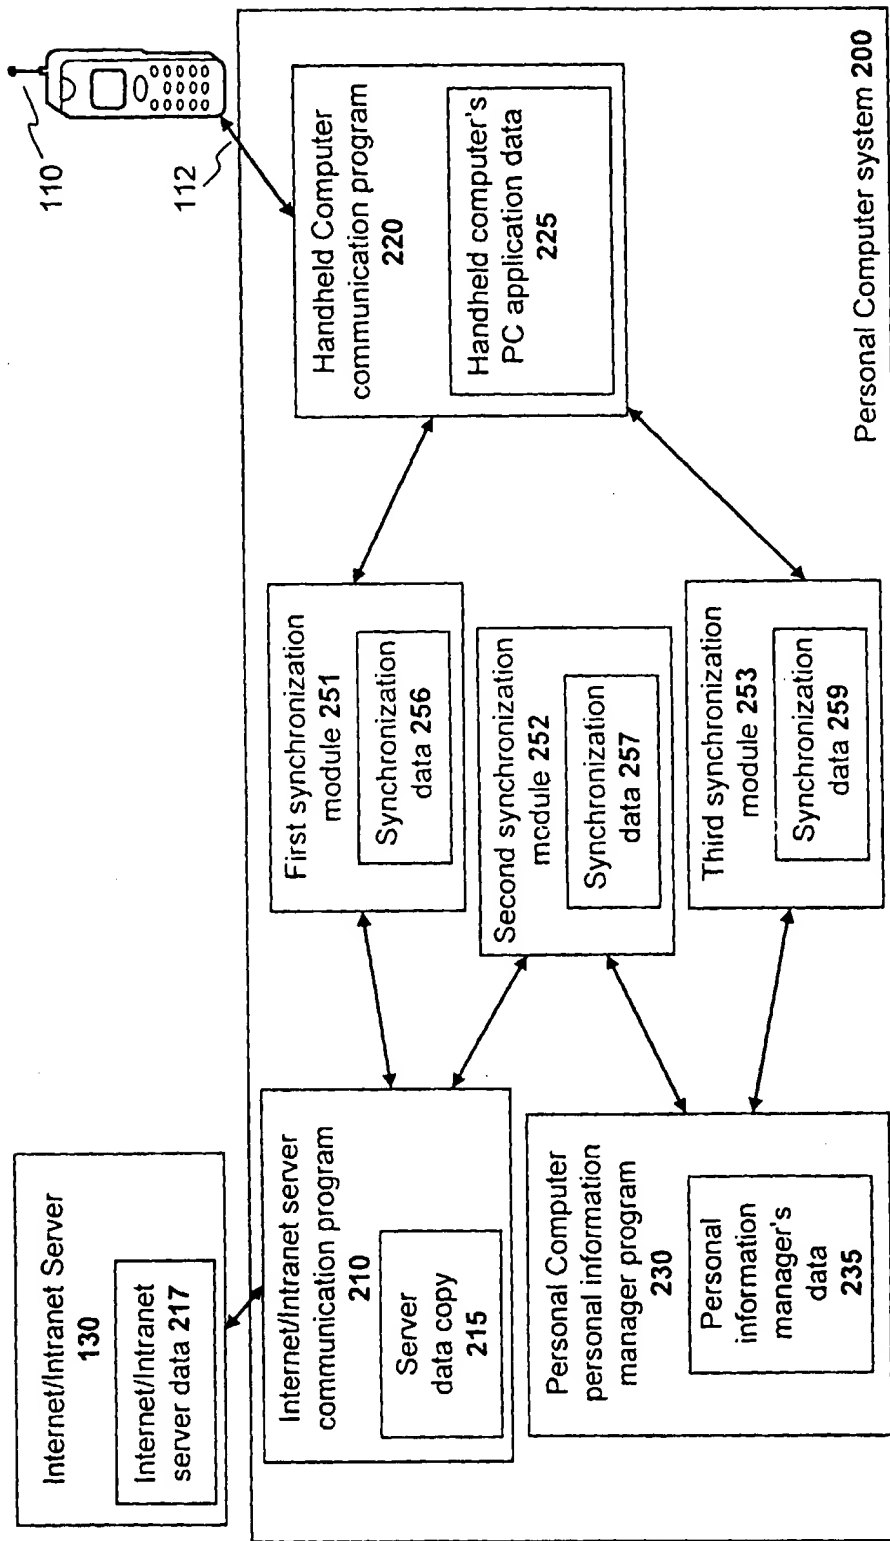 Internet/Intranet Server
130
Internet/Intranet
server data 217
110
112
Internet/Intranet server
communication program
210
Server
data copy
215
First synchronization
module 251
Synchronization
data 256
Handheld Computer
communication program
220
Handheld computer's
PC application data
225
Second synchronization
module 252
Synchronization
data 257
Personal Computer
personal information
manager program
230
Personal
information
manager's
data
235
Third synchronization
module 253
Synchronization
data 259
Personal Computer system 200